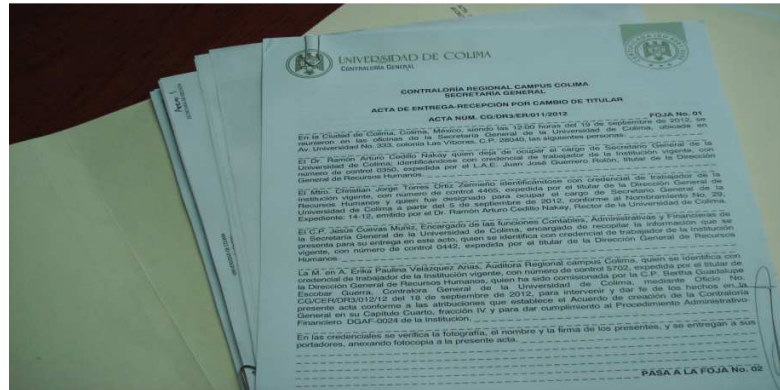 UNIVERSIDAD DE COLIMA
CONTRALORÍA GENERAL
CONTRALORÍA REGIONAL CAMPUS COLIMA
SECRETARÍA GENERAL
ACTA DE ENTREGA-RECEPCIÓN POR CAMBIO DE TITULAR
ACTA NÚM. CG/DR3/ER/011/2012
FOJA No. 01
En la Ciudad de Colima, Colima, México, siendo las 12:00 horas del 19 de septiembre de 2012, se
reunieron en las oficinas de la Secretaría General de la Universidad de Colima, ubicada en
Av. Universidad No. 333, colonia Las Víboras, C.P. 28040, las siguientes personas:
El Dr. Ramón Arturo Cedillo Nakay quien deja de ocupar el cargo de Secretario General de la
Universidad de Colima, identificándose con credencial de trabajador de la Institución vigente, con
número de control 0350, expedida por el L.A.E. Juan José Guerrero Rolón, titular de la Dirección
General de Recursos Humanos.
El Mtro. Christian Jorge Torres Ortiz Zermeño identificándose con credencial de trabajador de la
Institución vigente, con número de control 4405, expedida por el titular de la Dirección General de
Recursos Humanos y quien fue designado para ocupar el cargo de Secretario General de la
Universidad de Colima a partir del 5 de septiembre de 2012, conforme al Nombramiento No. 29,
Expediente: 14-12, emitido por el Dr. Ramón Arturo Cedillo Nakay, Rector de la Universidad de Colima.
El C.P. Jesús Cuevas Muñiz, Encargado de las funciones Contables, Administrativas y Financieras de
la Secretaría General de la Universidad de Colima, encargado de recopilar la información que se
presenta para su entrega en este acto, quien se identifica con credencial de trabajador de la Institución
vigente, con número de control 0442, expedida por el titular de la Dirección General de Recursos
Humanos
La M. en A. Erika Paulina Velázquez Arias, Auditora Regional campus Colima, quien se identifica con
credencial de trabajador de la Institución vigente, con número de control 5702, expedida por el titular de
la Dirección General de Recursos Humanos, quien ha sido comisionada por la C.P. Bertha Guadalupe
Escobar Guerra, Contralora General de la Universidad de Colima, mediante Oficio No.
CG/CER/DR3/012/12 del 18 de septiembre de 2012, para intervenir y dar fe de los hechos en la
presente acta conforme a las atribuciones que establece el Acuerdo de creación de la Contraloría
General en su Capítulo Cuarto, fracción IV y para dar cumplimiento al Procedimiento Administrativo-
Financiero DGAF-0024 de la Institución.
En las credenciales se verifica la fotografía, el nombre y la firma de los presentes, y se entregan a sus
portadores, anexando fotocopia a la presente acta.
PASA A LA FOJA No. 02